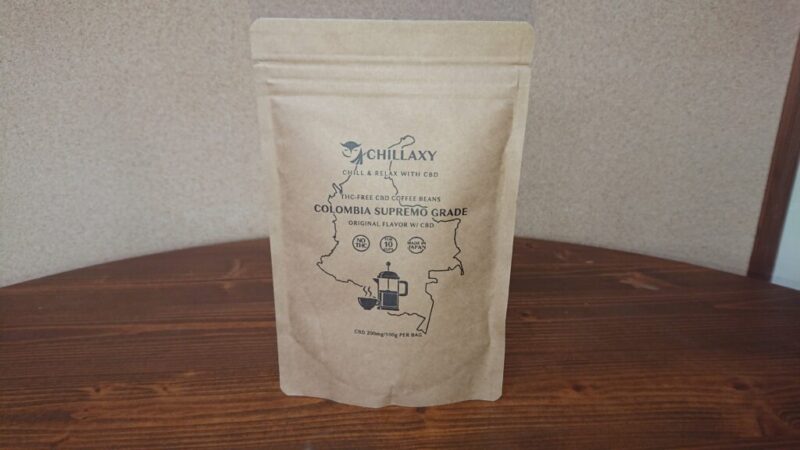 CHILLAXY
CHILL & RELAX WITH CBD
THC-FREE CBD COFFEE BEANS
COLOMBIA SUPREMO GRADE
ORIGINAL FLAVOR W/ CBD
NO THC
10
MADE IN JAPAN
CBD 200mg/100g PER BAG